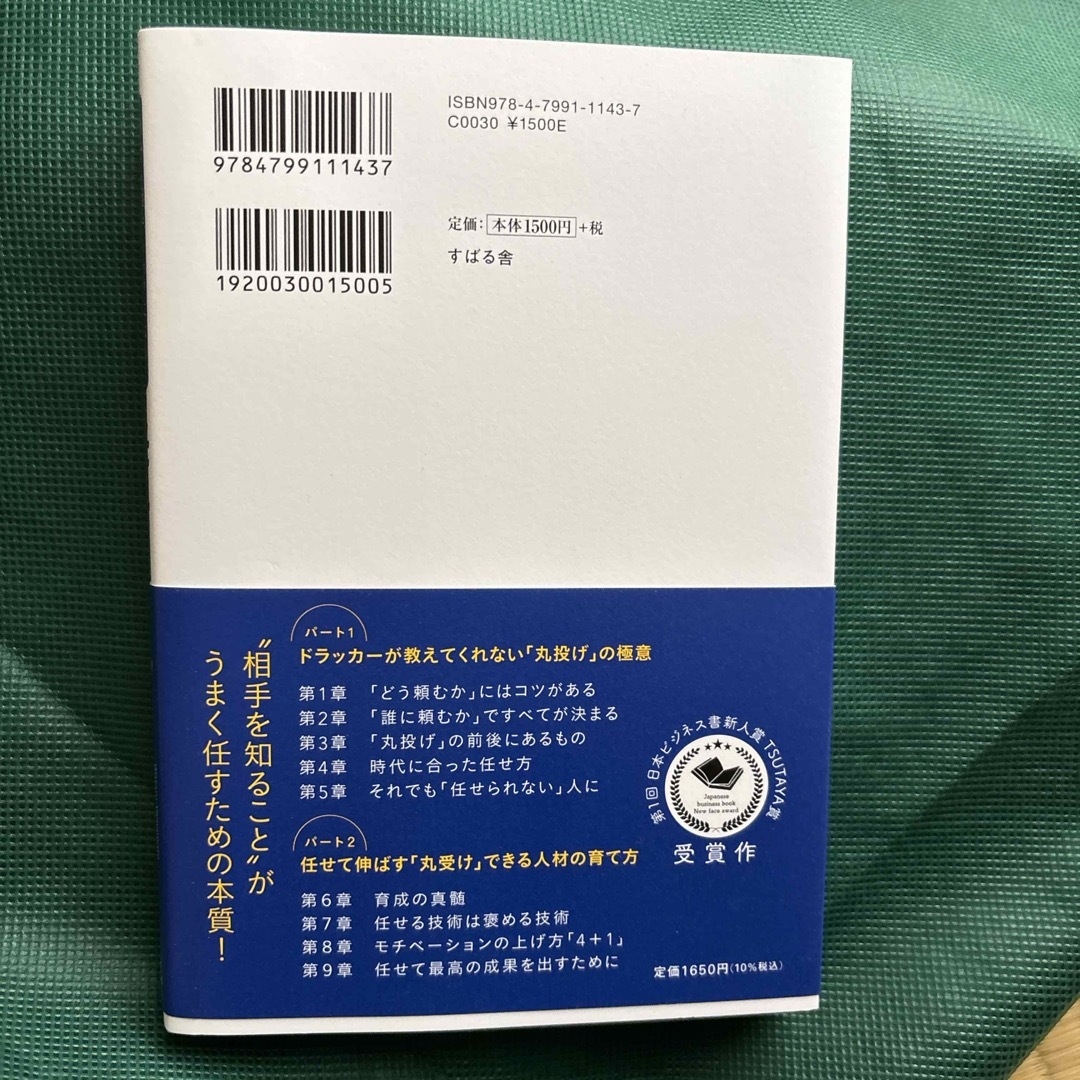 ISBN978-4-7991-1143-7
C0030 ¥1500E
9784799111437
定価:本体1500円+税
すばる舎
1920030015005
〝相手を知ること〟が
うまく任すための本質!
パート1
ドラッカーが教えてくれない「丸投げ」の極意
第1章 「どう頼むか」にはコツがある
第2章 「誰に頼むか」ですべてが決まる
第3章 「丸投げ」の前後にあるもの
第4章 時代に合った任せ方
第5章 それでも「任せられない」人に
パート2
任せて伸ばす「丸受け」できる人材の育て方
第6章 育成の真髄
第7章 任せる技術は褒める技術
第8章 モチベーションの上げ方「4+1」
第9章 任せて最高の成果を出すために
第1回 日本ビジネス書新人賞 TSUTAYA賞
Japanese
business book
New face award
受賞作
定価1650円(10%税込)